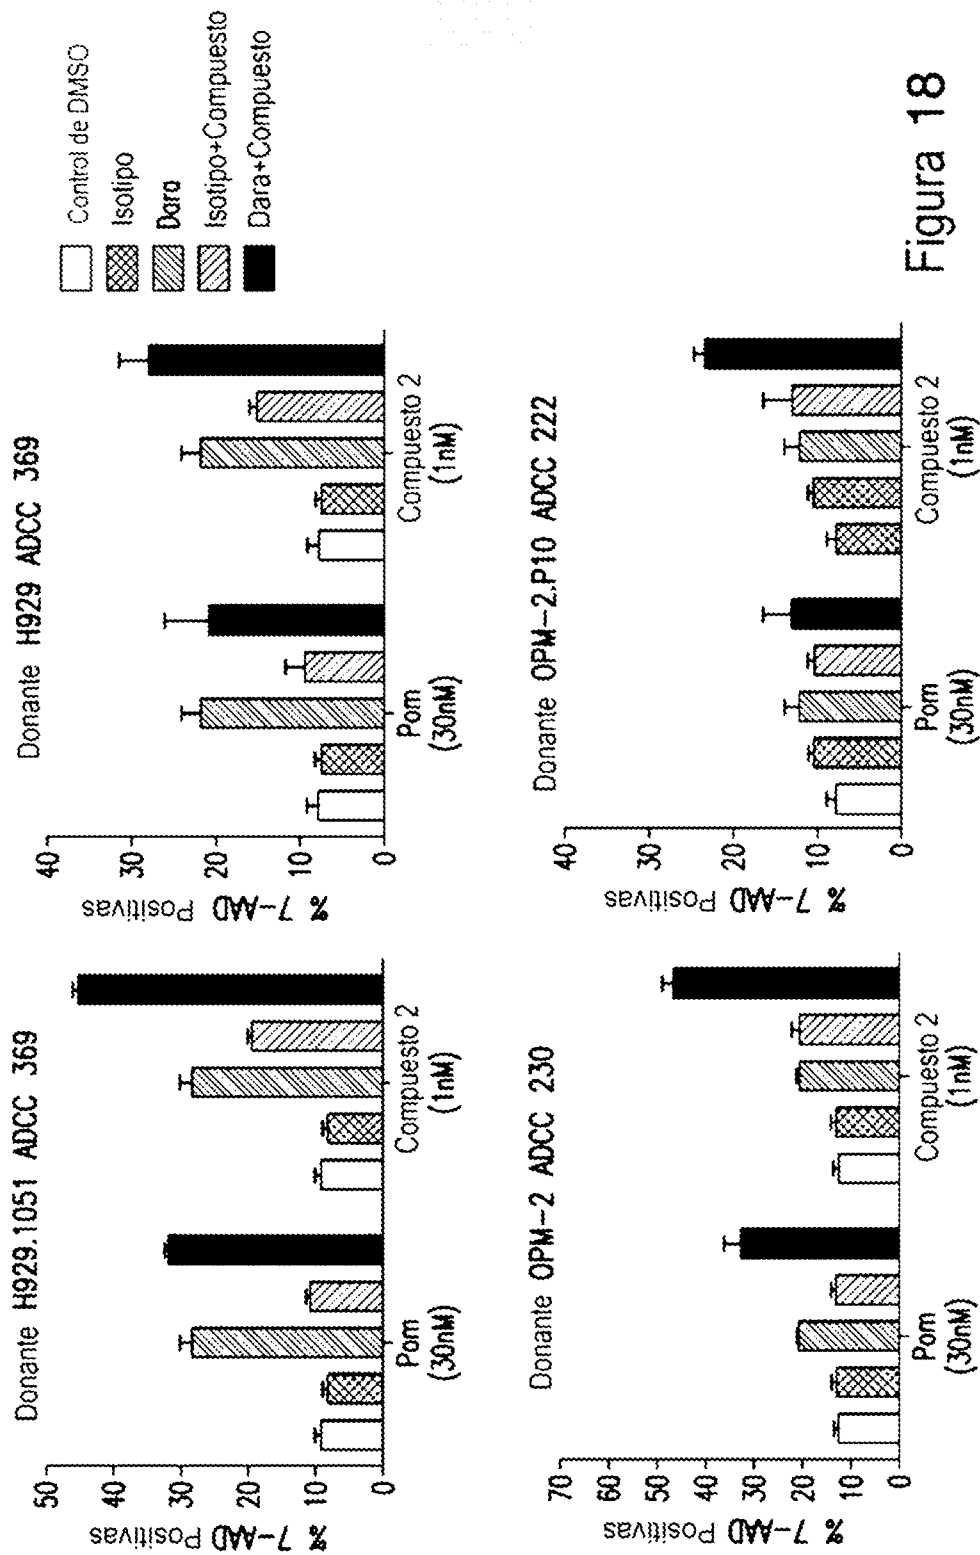 Donante H929.1051 ADCC 369
% 7-AAD Positivas
50
40
30
20
10
0
Pom
(30nM)
Compuesto 2
(1nM)
Donante H929 ADCC 369
% 7-AAD Positivas
40
30
20
10
0
Pom
(30nM)
Compuesto 2
(1nM)
Control de DMSO
Isotipo
Dara
Isotipo+Compuesto
Dara+Compuesto
Donante OPM-2 ADCC 230
% 7-AAD Positivas
70
60
50
40
30
20
10
0
Pom
(30nM)
Compuesto 2
(1nM)
Donante OPM-2.P10 ADCC 222
% 7-AAD Positivas
40
30
20
10
0
Pom
(30nM)
Compuesto 2
(1nM)
Figura 18